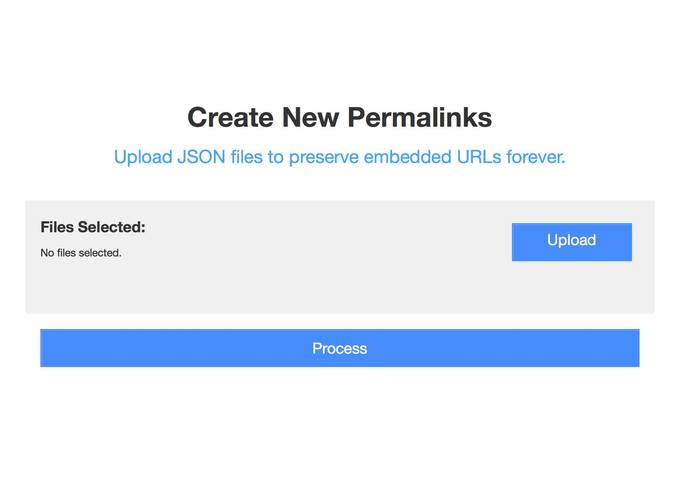 Create New Permalinks
Upload JSON files to preserve embedded URLs forever.
Files Selected:
Upload
No files selected.
Process